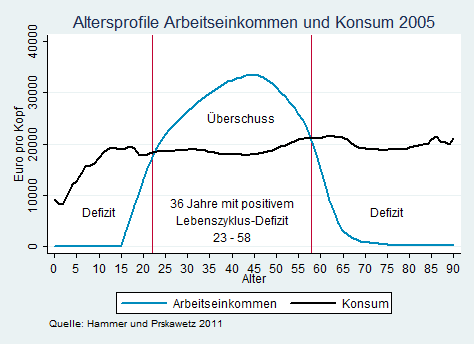 Altersprofile Arbeitseinkommen und Konsum 2005
Euro pro Kopf
40000
30000
20000
10000
0
Überschuss
Defizit
36 Jahre mit positivem
Lebenszyklus-Defizit
23 - 58
Defizit
0 5 10 15 20 25 30 35 40 45 50 55 60 65 70 75 80 85 90
Alter
Arbeitseinkommen Konsum
Quelle: Hammer und Prskawetz 2011